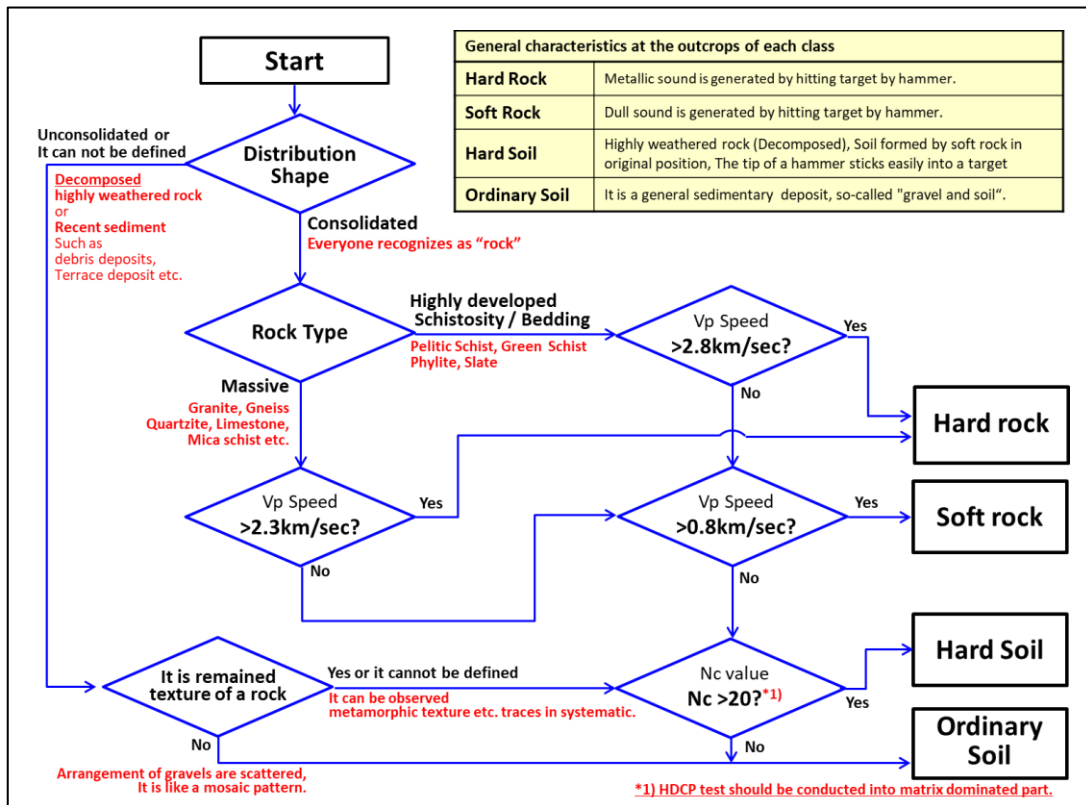 Start
General characteristics at the outcrops of each class
Hard Rock
Metallic sound is generated by hitting target by hammer.
Soft Rock
Dull sound is generated by hitting target by hammer.
Hard Soil
Highly weathered rock (Decomposed), Soil formed by soft rock in
original position, The tip of a hammer sticks easily into a target
Ordinary Soil
It is a general sedimentary deposit, so-called "gravel and soil“.
Unconsolidated or
It can not be defined
Decomposed
highly weathered rock
or
Recent sediment
Such as
debris deposits,
Terrace deposit etc.
Distribution
Shape
Consolidated
Everyone recognizes as “rock”
Rock Type
Highly developed
Schistosity / Bedding
Pelitic Schist, Green Schist
Phylite, Slate
Vp Speed
>2.8km/sec?
Yes
No
Massive
Granite, Gneiss
Quartzite, Limestone,
Mica schist etc.
Hard rock
Vp Speed
>2.3km/sec?
Yes
No
Vp Speed
>0.8km/sec?
Yes
No
Soft rock
It is remained
texture of a rock
Yes or it cannot be defined
It can be observed
metamorphic texture etc. traces in systematic.
No
Arrangement of gravels are scattered,
It is like a mosaic pattern.
Nc value
Nc >20?*1)
Yes
No
Hard Soil
Ordinary
Soil
*1) HDCP test should be conducted into matrix dominated part.